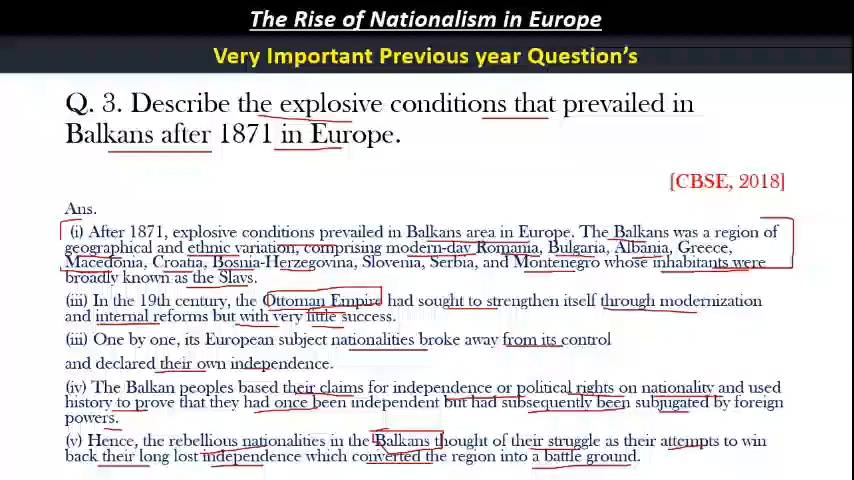 The Rise of Nationalism in Europe
Very Important Previous year Question's
Q. 3. Describe the explosive conditions that prevailed in
Balkans after 1871 in Europe.
[CBSE, 2018]
Ans.
(i) After 1871, explosive conditions prevailed in Balkans area in Europe. The Balkans was a region of
geographical and ethnic variation, comprising modern-day Romania, Bulgaria, Albania, Greece,
Macedonia, Croatia, Bosnia-Herzegovina, Slovenia, Serbia, and Montenegro whose inhabitants were
broadly known as the Slavs.
(iii) In the 19th century, the Ottoman Empire had sought to strengthen itself through modernization
and internal reforms but with very little success.
(iii) One by one, its European subject nationalities broke away from its control
and declared their own independence.
(iv) The Balkan peoples based their claims for independence or political rights on nationality and used
history to prove that they had once been independent but had subsequently been subjugated by foreign
powers.
(v) Hence, the rebellious nationalities in the Balkans thought of their struggle as their attempts to win
back their long lost independence which converted the region into a battle ground.